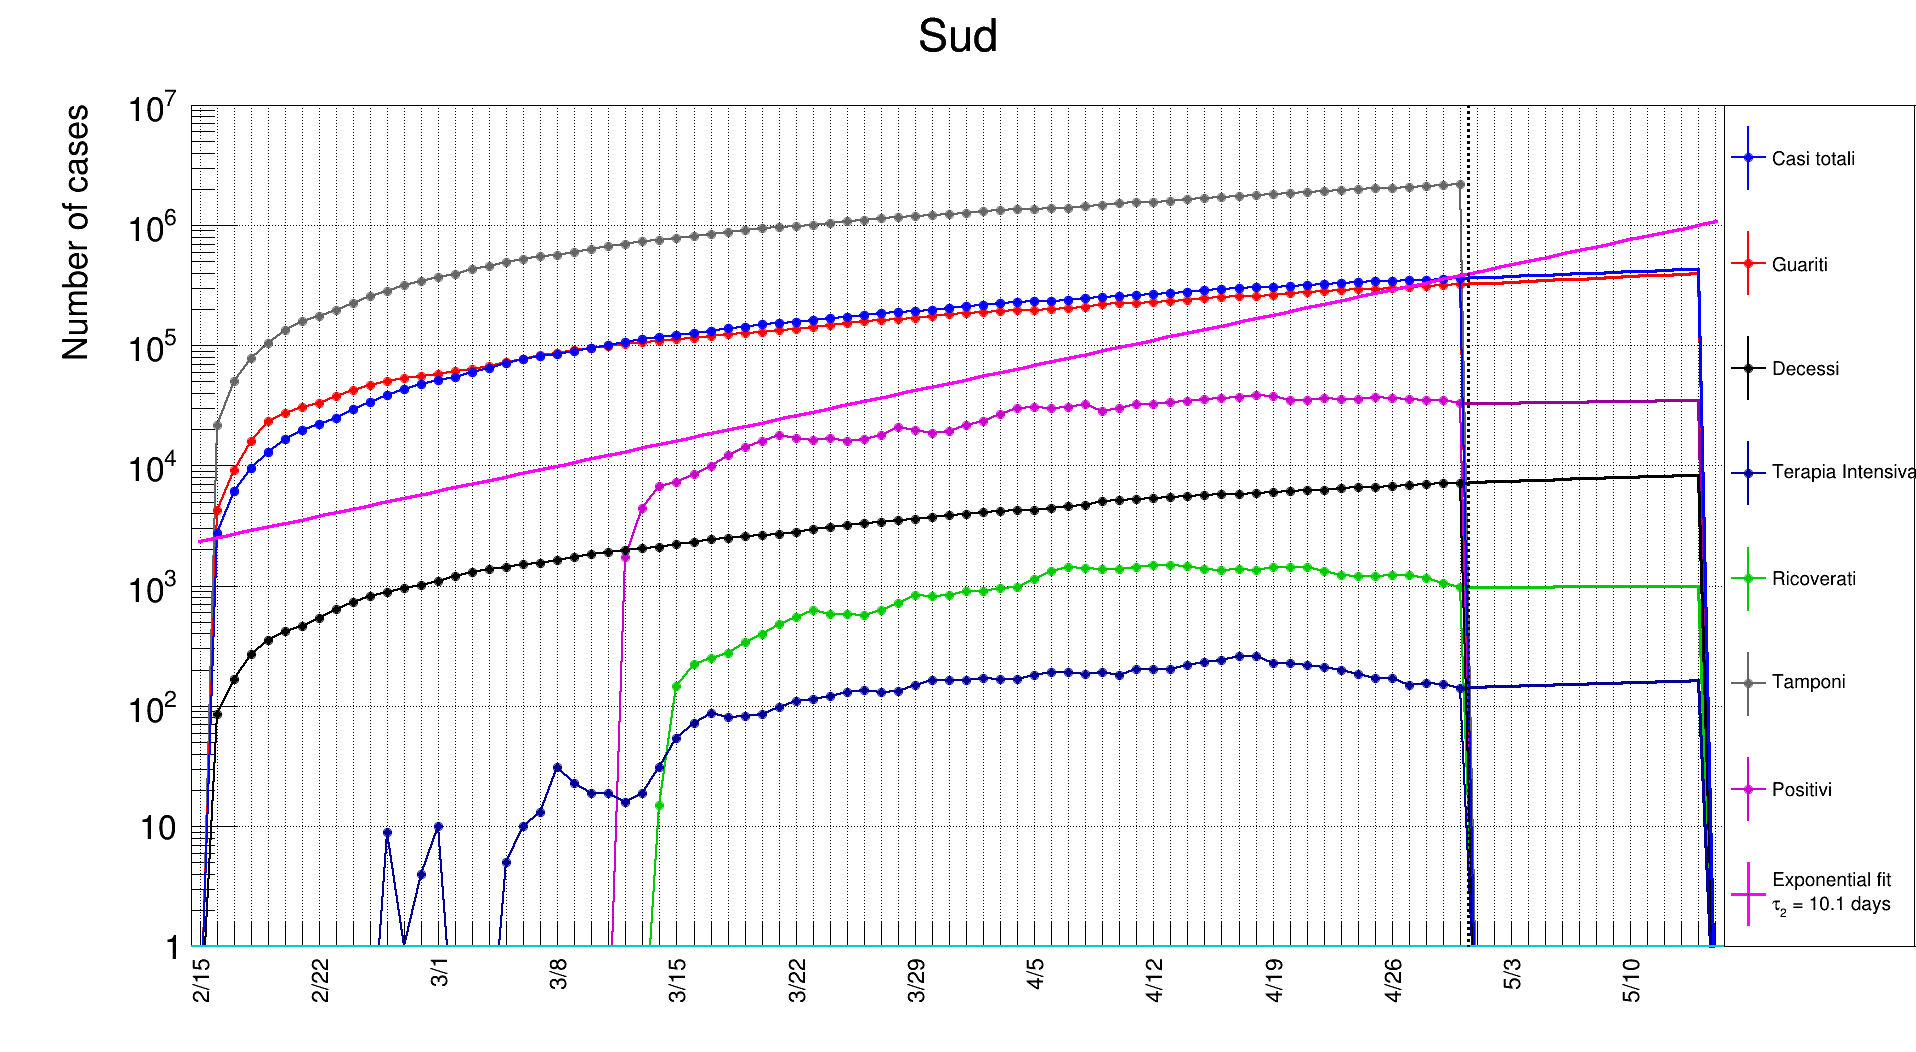 Sud
Number of cases
10^7
10^6
10^5
10^4
10^3
10^2
10
1
2/15
2/22
3/1
3/8
3/15
3/22
3/29
4/5
4/12
4/19
4/26
5/3
5/10
Casi totali
Guariti
Decessi
Terapia Intensiva
Ricoverati
Tamponi
Positivi
Exponential fit
τ_2 = 10.1 days